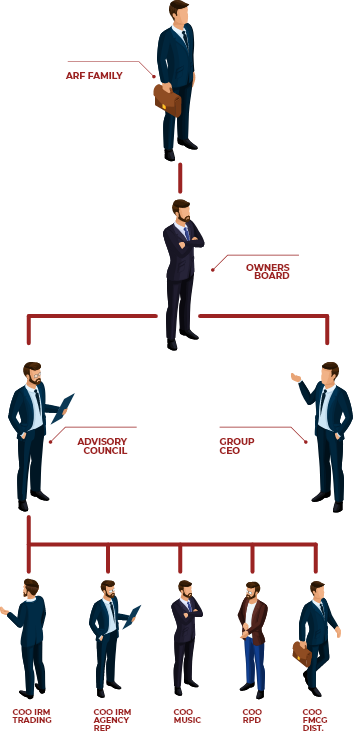 ARF FAMILY
OWNERS
BOARD
ADVISORY
COUNCIL
GROUP
CEO
COO IRM
TRADING
COO IRM
AGENCY
REP
COO
MUSIC
COO
RPD
COO
FMCG
DIST.